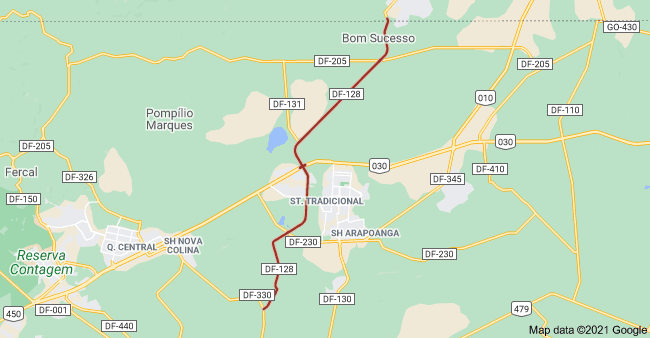 GO-430
Bom Sucesso
DF-205
DF-205
DF-128
DF-131
010
DF-110
Pompílio
Marques
DF-205
030
030
Fercal
DF-326
DF-410
DF-345
DF-150
ST. TRADICIONAL
SH ARAPOANGA
Q. CENTRAL
SH NOVA
COLINA
DF-230
DF-230
Reserva
Contagem
DF-128
DF-330
DF-130
DF-001
450
479
DF-440
Map data ©2021 Google